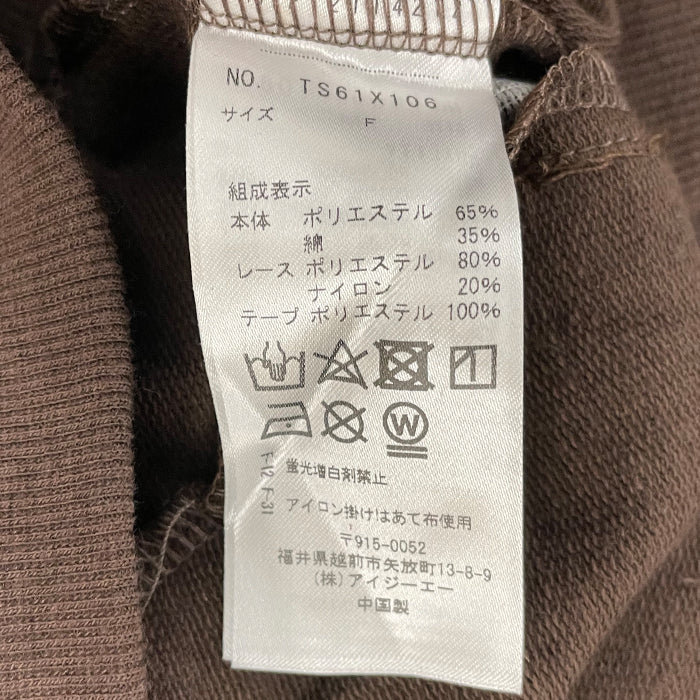 NO. TS61X106
サイズ F
組成表示
本体 ポリエステル 65%
綿 35%
レース ポリエステル 80%
ナイロン 20%
テープ ポリエステル 100%
W
F-12 F-31
蛍光増白剤禁止
アイロン掛けはあて布使用
〒915-0052
福井県越前市矢放町13-8-9
(株)アイジーエー
中国製